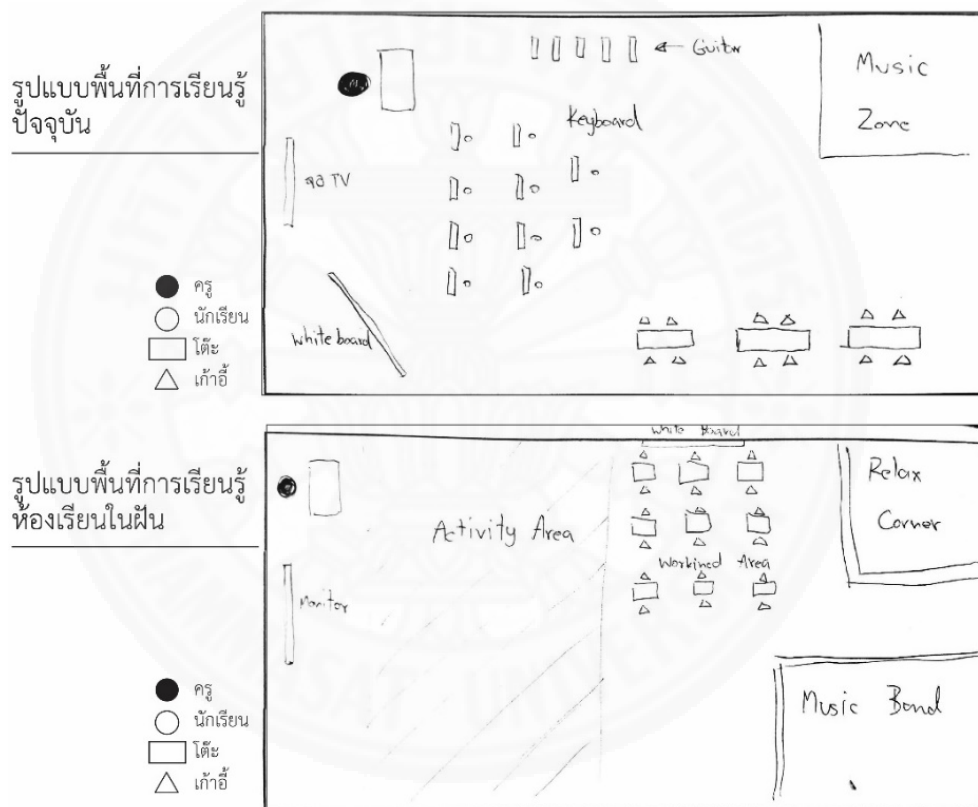 รูปแบบพื้นที่การเรียนรู้
ปัจจุบัน
← Guitar
Music
Zone
Keyboard
จอ TV
Whiteboard
ครู
นักเรียน
โต๊ะ
เก้าอี้
รูปแบบพื้นที่การเรียนรู้
ห้องเรียนในฝัน
White Board
Relax
Corner
Activity Area
Workined Area
Monitor
Music Band
ครู
นักเรียน
โต๊ะ
เก้าอี้